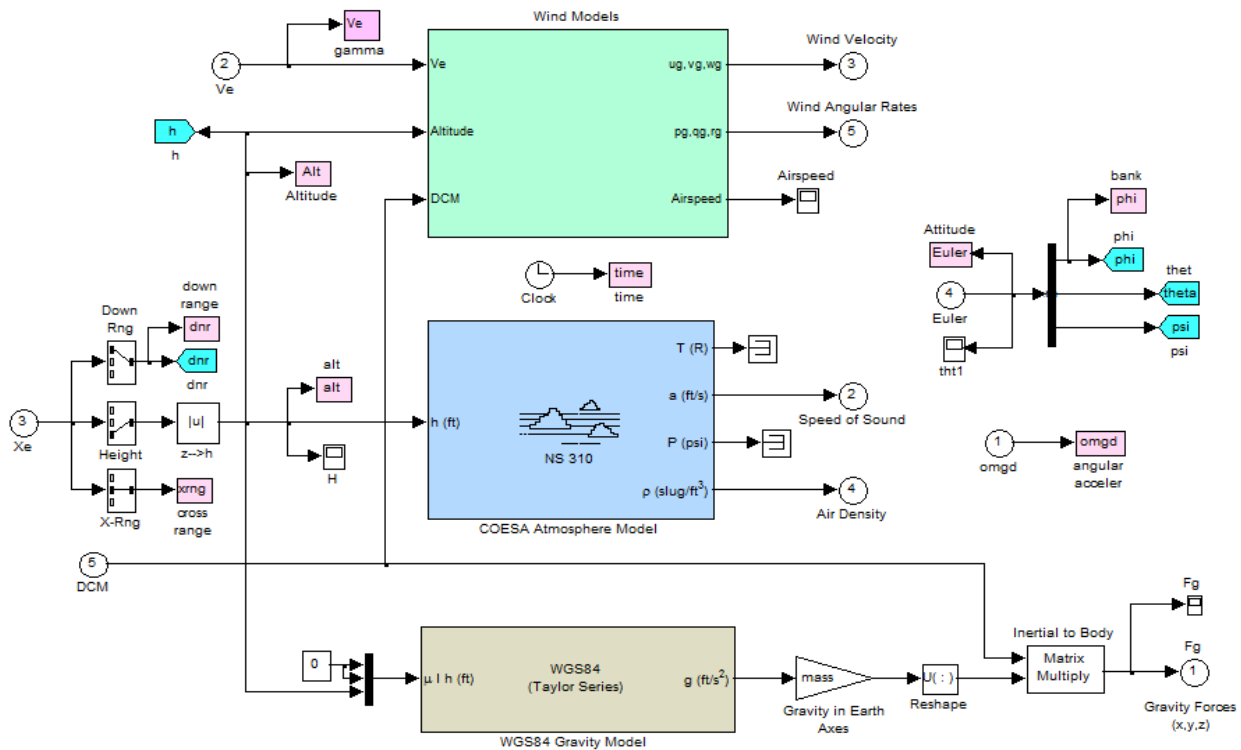 Wind Models
Ve
gamma
2
Ve
Ve
ug,vg,wg
Wind Velocity
3
h
h
Altitude
pg,qg,rg
Wind Angular Rates
5
Alt
Altitude
DCM
Airspeed
Airspeed
bank
phi
Attitude
Euler
phi
phi
4
Euler
thet
theta
psi
psi
tht1
Clock
time
time
down
range
dnr
Down
Rng
dnr
dnr
3
Xe
Height
|u|
z-->h
alt
alt
H
X-Rng
xrng
cross
range
h (ft)
NS 310
T (R)
a (ft/s)
2
Speed of Sound
P (psi)
ρ (slug/ft³)
4
Air Density
COESA Atmosphere Model
1
omgd
omgd
angular
acceler
5
DCM
0
μ l h (ft)
WGS84
(Taylor Series)
g (ft/s²)
WGS84 Gravity Model
mass
Gravity in Earth
Axes
U( : )
Reshape
Inertial to Body
Matrix
Multiply
Fg
Fg
1
Gravity Forces
(x,y,z)